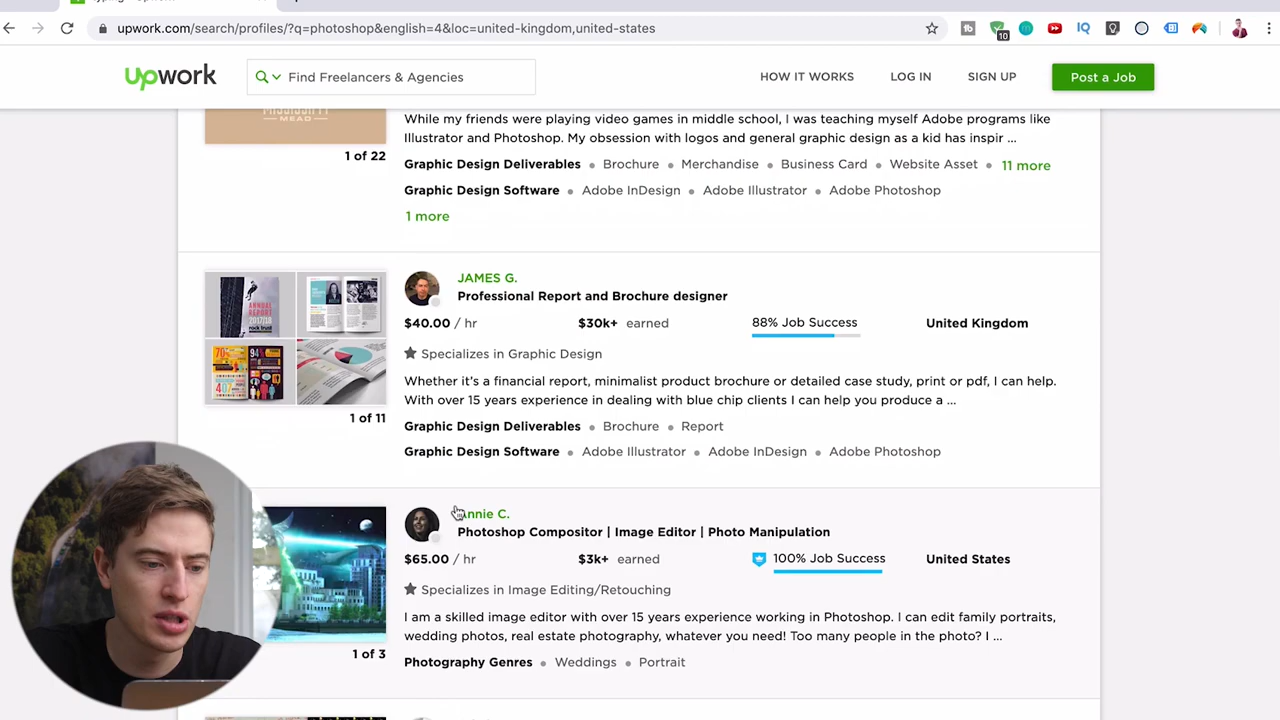 upwork.com/search/profiles/?q=photoshop&english=4&loc=united-kingdom,united-states
10
upwork
Find Freelancers & Agencies
HOW IT WORKS
LOG IN
SIGN UP
Post a Job
MEAD
1 of 22
While my friends were playing video games in middle school, I was teaching myself Adobe programs like
Illustrator and Photoshop. My obsession with logos and general graphic design as a kid has inspir ...
Graphic Design Deliverables • Brochure • Merchandise • Business Card • Website Asset • 11 more
Graphic Design Software • Adobe InDesign • Adobe Illustrator • Adobe Photoshop
1 more
1 of 11
JAMES G.
Professional Report and Brochure designer
$40.00 / hr $30k+ earned 88% Job Success United Kingdom
Specializes in Graphic Design
Whether it's a financial report, minimalist product brochure or detailed case study, print or pdf, I can help.
With over 15 years experience in dealing with blue chip clients I can help you produce a ...
Graphic Design Deliverables • Brochure • Report
Graphic Design Software • Adobe Illustrator • Adobe InDesign • Adobe Photoshop
1 of 3
nnie C.
Photoshop Compositor | Image Editor | Photo Manipulation
$65.00 / hr $3k+ earned 100% Job Success United States
Specializes in Image Editing/Retouching
I am a skilled image editor with over 15 years experience working in Photoshop. I can edit family portraits,
wedding photos, real estate photography, whatever you need! Too many people in the photo? I ...
Photography Genres • Weddings • Portrait